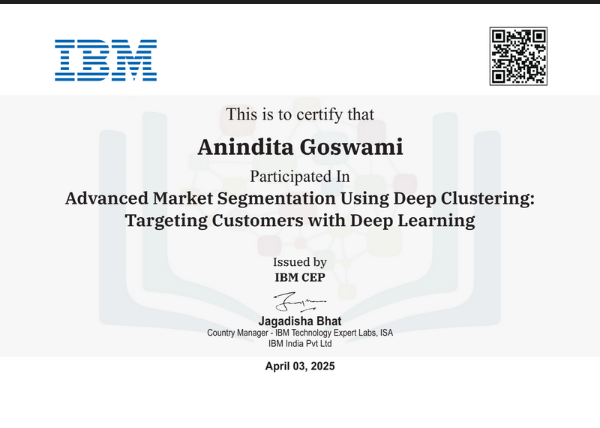 IBM
This is to certify that
Anindita Goswami
Participated In
Advanced Market Segmentation Using Deep Clustering:
Targeting Customers with Deep Learning
Issued by
IBM CEP
Jagadisha Bhat
Country Manager - IBM Technology Expert Labs, ISA
IBM India Pvt Ltd
April 03, 2025